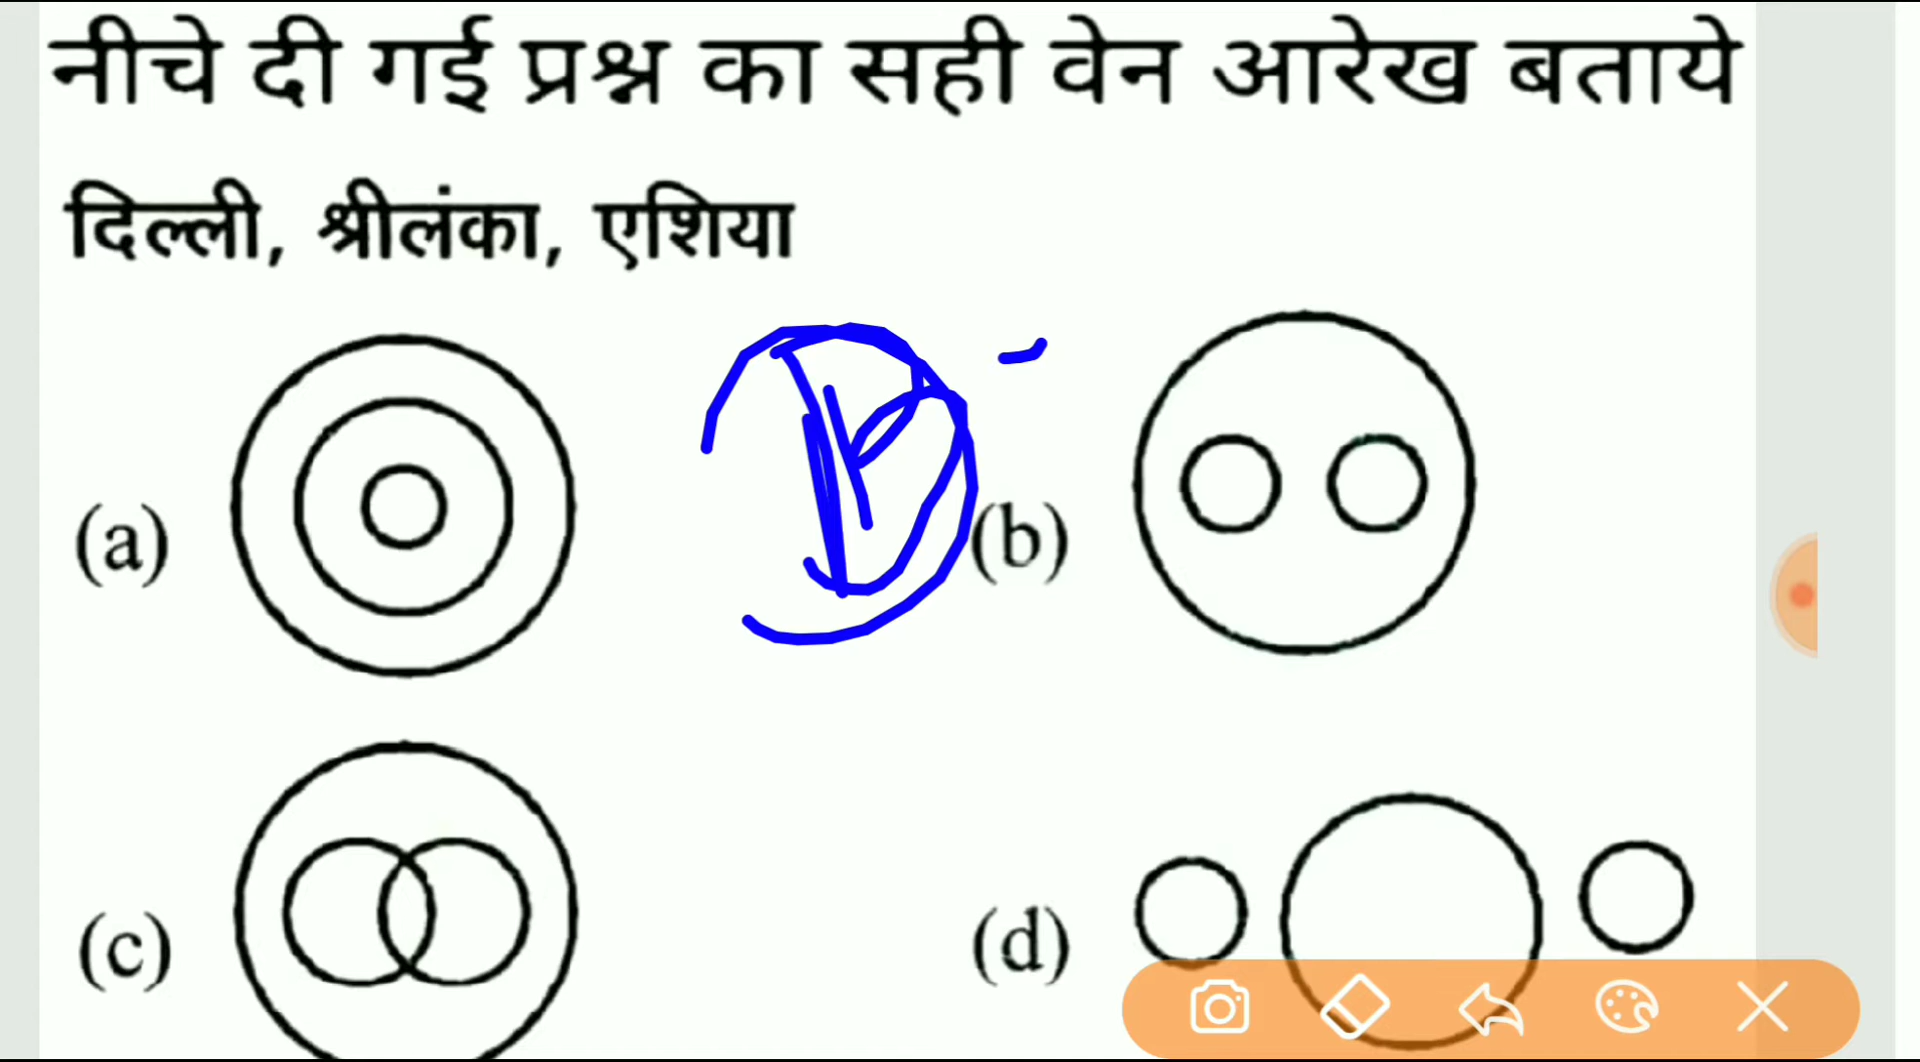 नीचे दी गई प्रश्न का सही वेन आरेख बताये
दिल्ली, श्रीलंका, एशिया
(a)
(b)
(c)
(d)